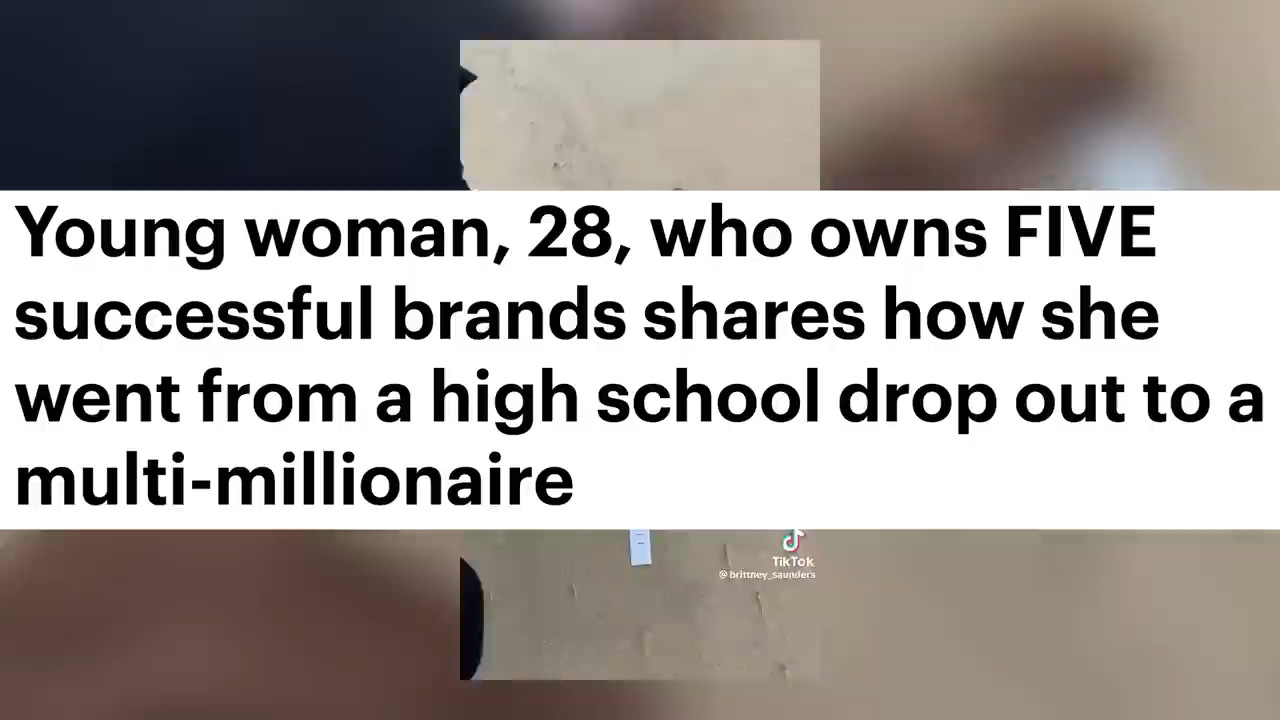 Young woman, 28, who owns FIVE
successful brands shares how she
went from a high school drop out to a
multi-millionaire
TikTok
@brittney_saunders